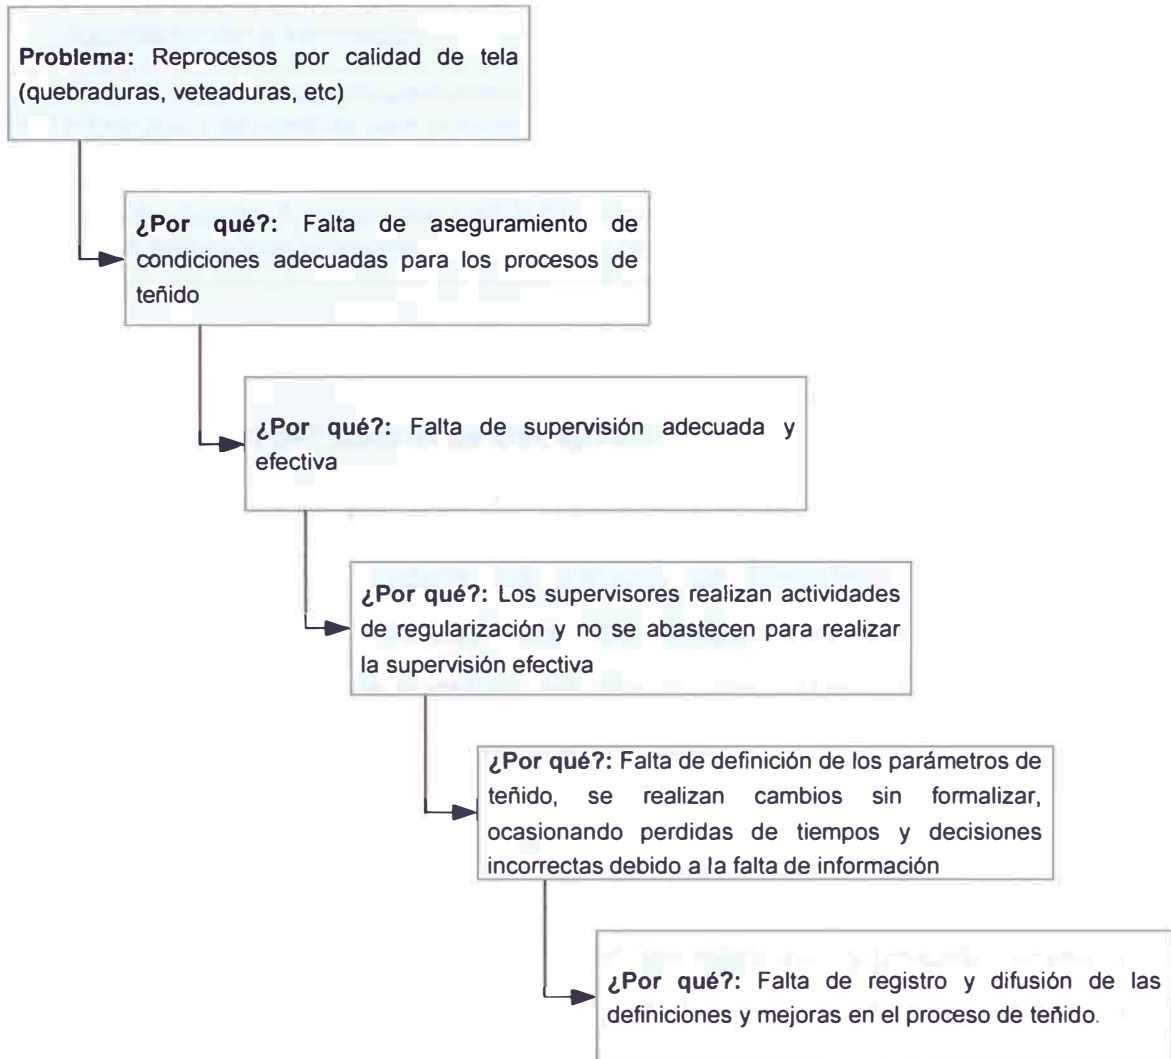 Problema: Reprocesos por calidad de tela
(quebraduras, veteaduras, etc)
¿Por qué?: Falta de aseguramiento de
condiciones adecuadas para los procesos de
teñido
¿Por qué?: Falta de supervisión adecuada y
efectiva
¿Por qué?: Los supervisores realizan actividades
de regularización y no se abastecen para realizar
la supervisión efectiva
¿Por qué?: Falta de definición de los parámetros de
teñido, se realizan cambios sin formalizar,
ocasionando perdidas de tiempos y decisiones
incorrectas debido a la falta de información
¿Por qué?: Falta de registro y difusión de las
definiciones y mejoras en el proceso de teñido.